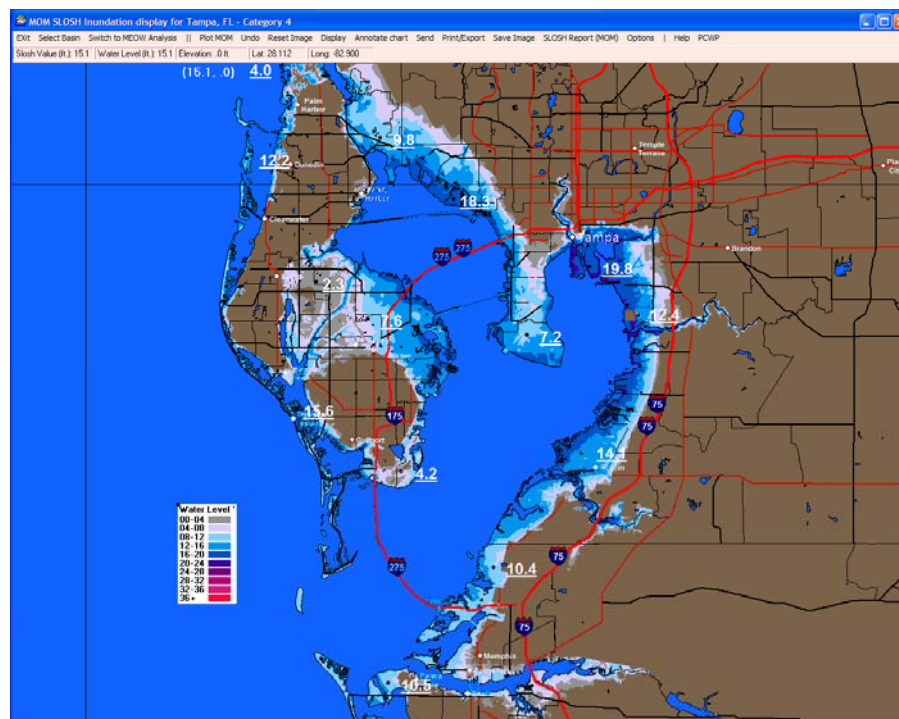 MOM SLOSH Inundation display for Tampa, FL - Category 4
EXit Select Basin Switch to MEOW Analysis || Plot MOM Undo Reset Image Display Annotate chart Send Print/Export Save Image SLOSH Report (MOM) Options | Help PCWP
Slosh Value (ft.): 15.1 Water Level (ft.): 15.1 Elevation: .0 ft. Lat: 28.112 Long: -82.900
(15.1, .0) 4.0
Palm
Harbor
9.8
Temple
Terrace
12.2 Dunedin
18.3
Clearwater
275 275
Tampa
Brandon
19.8
2.3
7.6
12.4
7.2
15.6
175
75
75
14.1
4.2
Water Level
00-04
04-08
08-12
12-16
16-20
20-24
24-28
28-32
32-36
36+
275
75
10.4
75
Memphis
10.5